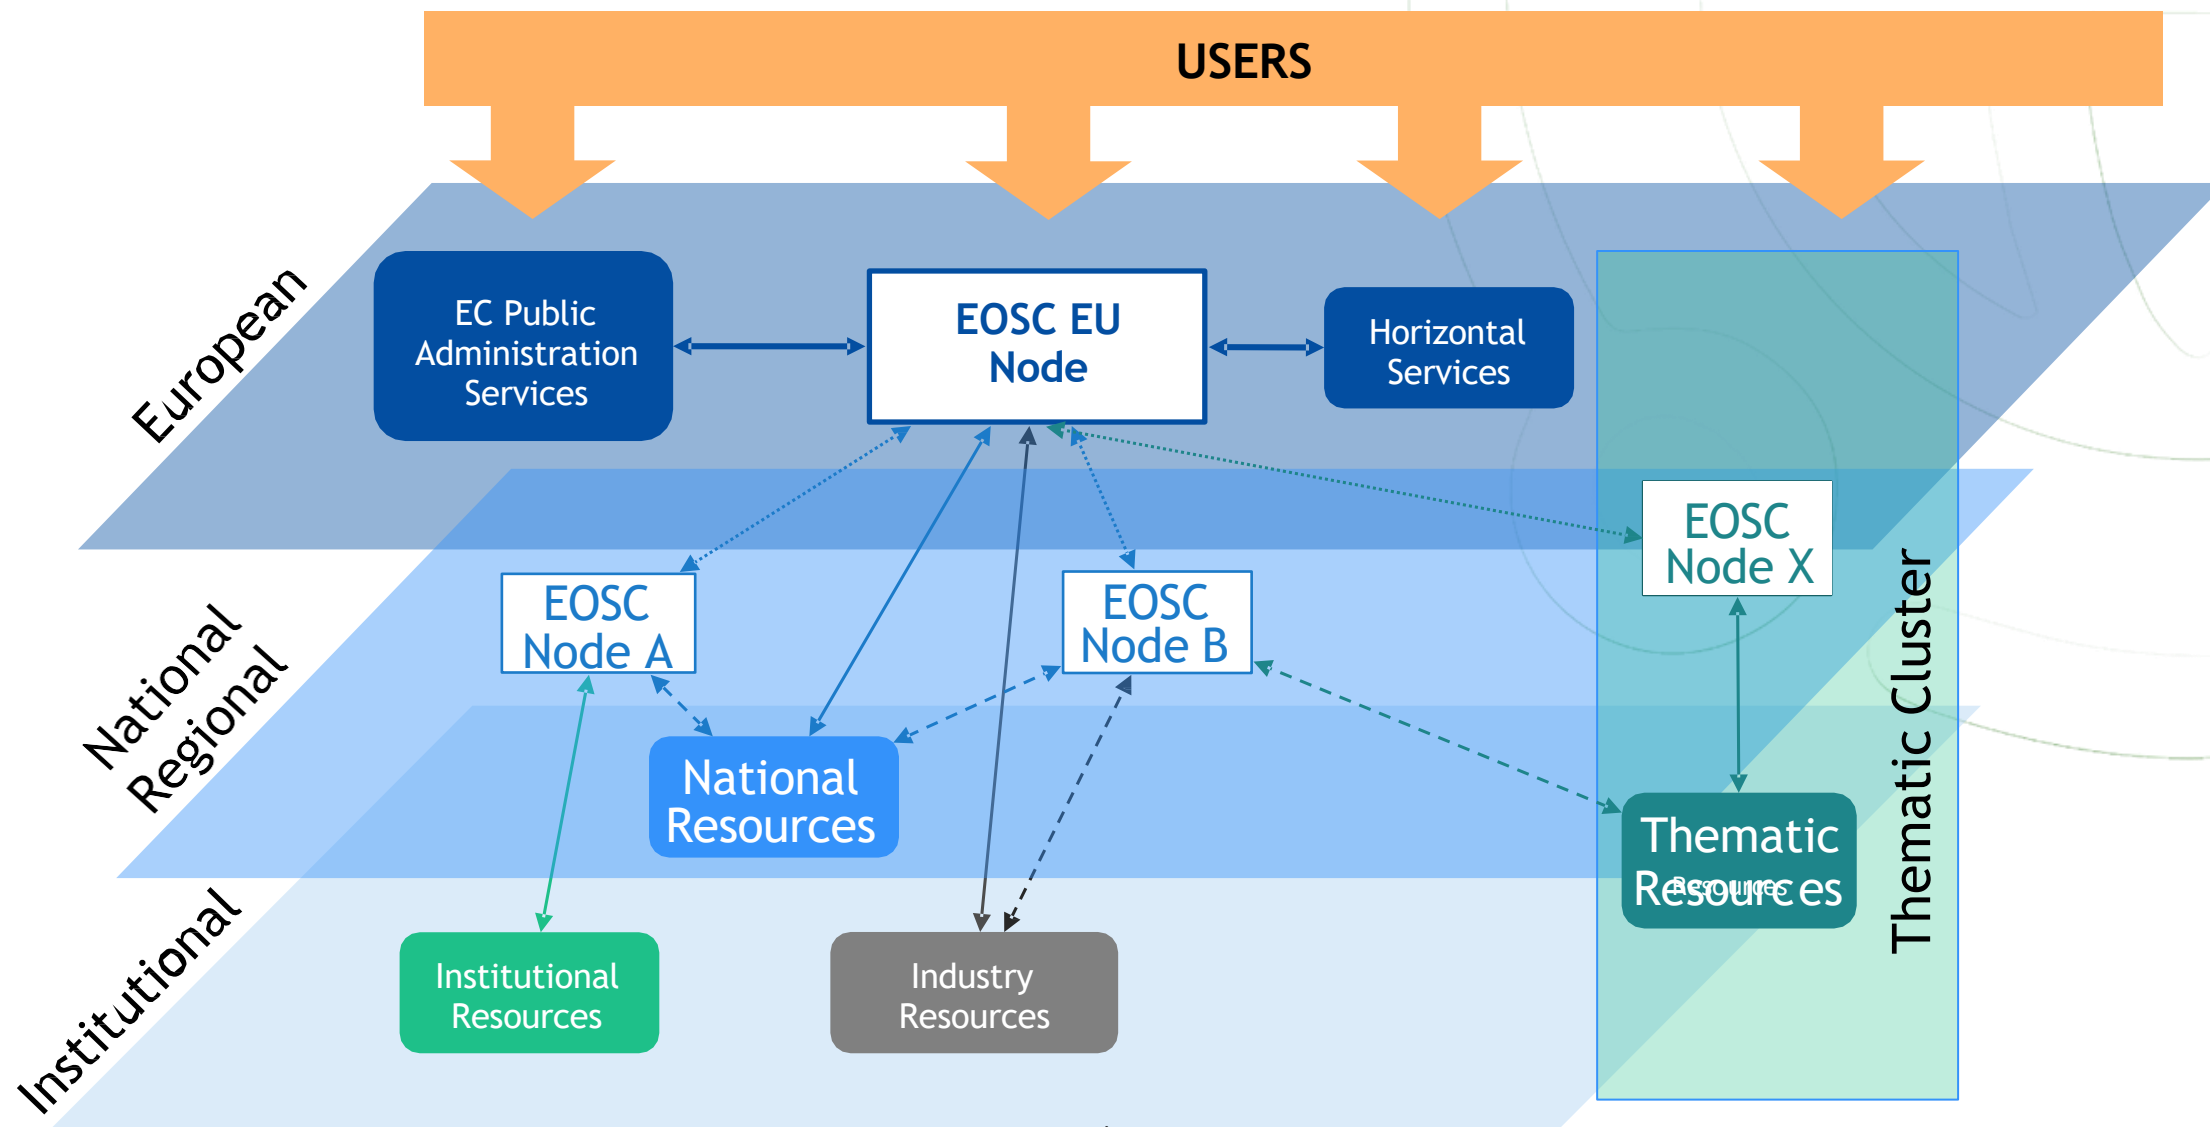 USERS
European
EC Public
Administration
Services
EOSC EU
Node
Horizontal
Services
National
Regional
EOSC
Node A
EOSC
Node B
EOSC
Node X
National
Resources
Thematic
Resources
Resources
Thematic Cluster
Institutional
Institutional
Resources
Industry
Resources